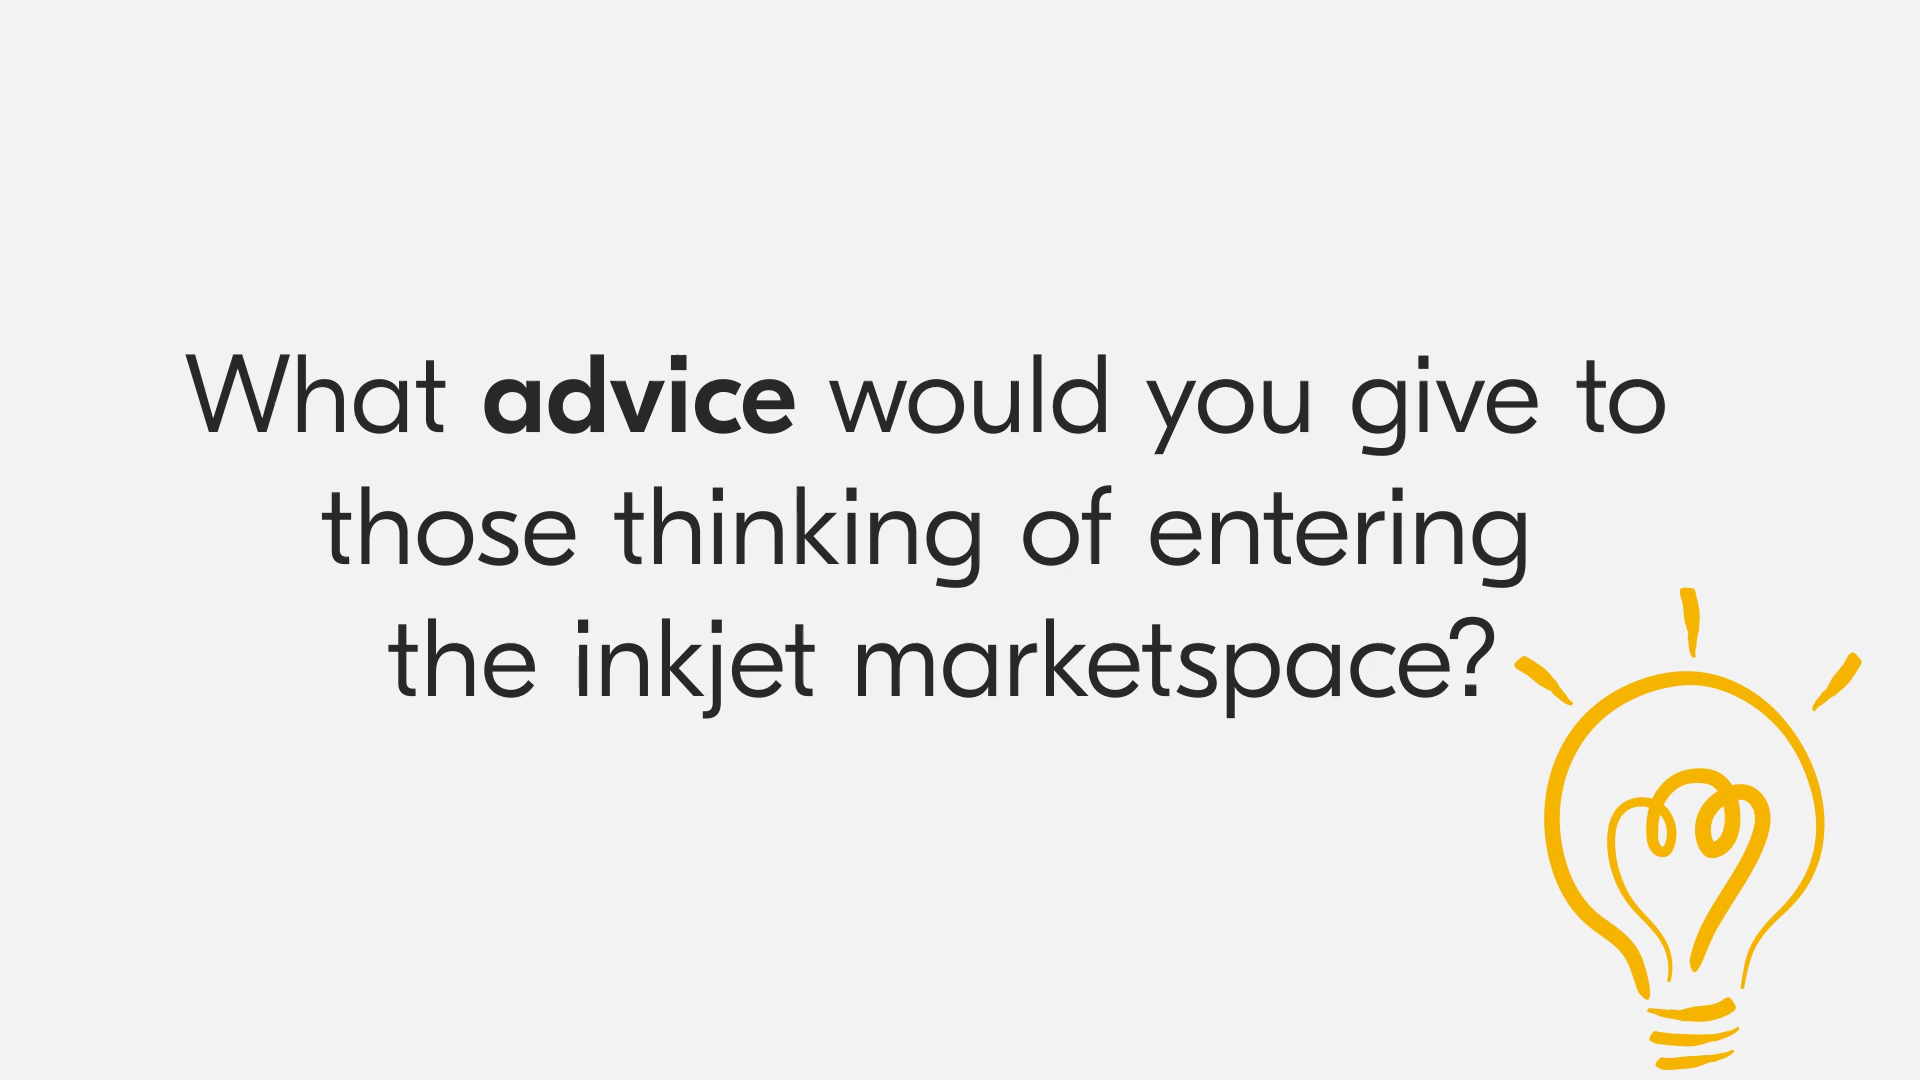 What advice would you give to
those thinking of entering
the inkjet marketspace?